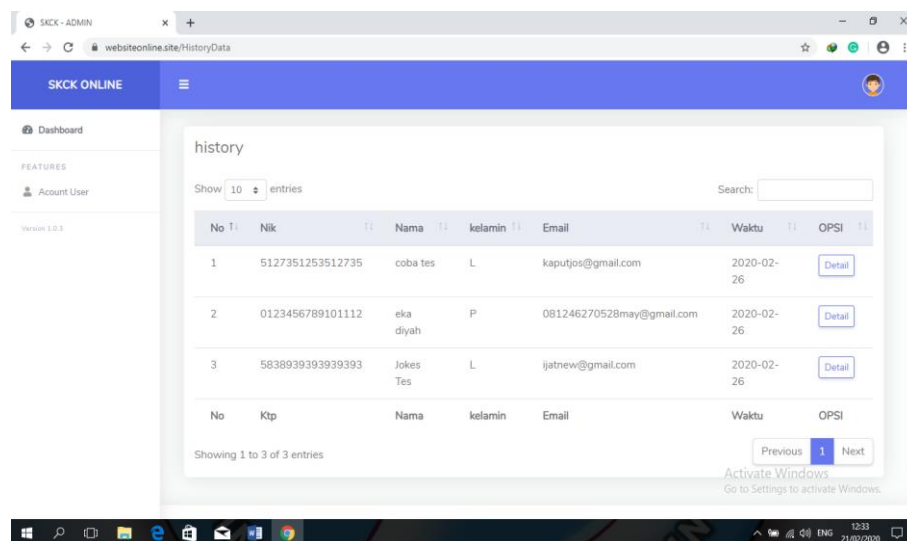 SKCK - ADMIN
websiteonline.site/HistoryData
SKCK ONLINE
Dashboard
FEATURES
Acount User
Version 1.0.3
history
Show 10 entries
Search:
No Nik Nama kelamin Email Waktu OPSI
1 5127351253512735 coba tes L kaputjos@gmail.com 2020-02-26 Detail
2 0123456789101112 eka diyah P 081246270528may@gmail.com 2020-02-26 Detail
3 5838939393939393 Jokes Tes L ijatnew@gmail.com 2020-02-26 Detail
No Ktp Nama kelamin Email Waktu OPSI
Showing 1 to 3 of 3 entries
Previous 1 Next
Activate Windows
Go to Settings to activate Windows.
ENG
12:33
21/02/2020